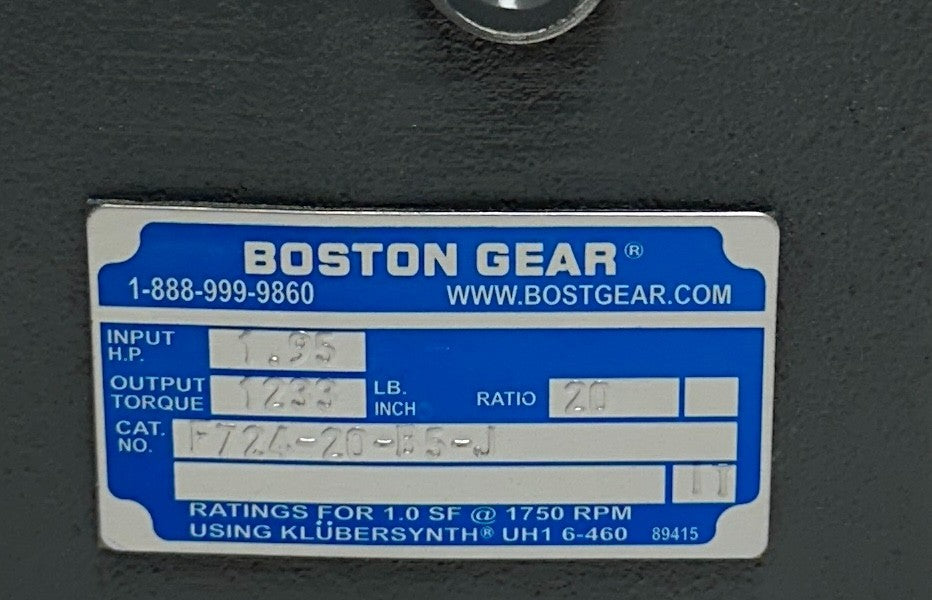 BOSTON GEAR®
1-888-999-9860 WWW.BOSTGEAR.COM
INPUT H.P. 1.95
OUTPUT TORQUE 1233 LB. INCH RATIO 20
CAT. NO. F724-20-B5-J
RATINGS FOR 1.0 SF @ 1750 RPM
USING KLÜBERSYNTH® UH1 6-460 89415